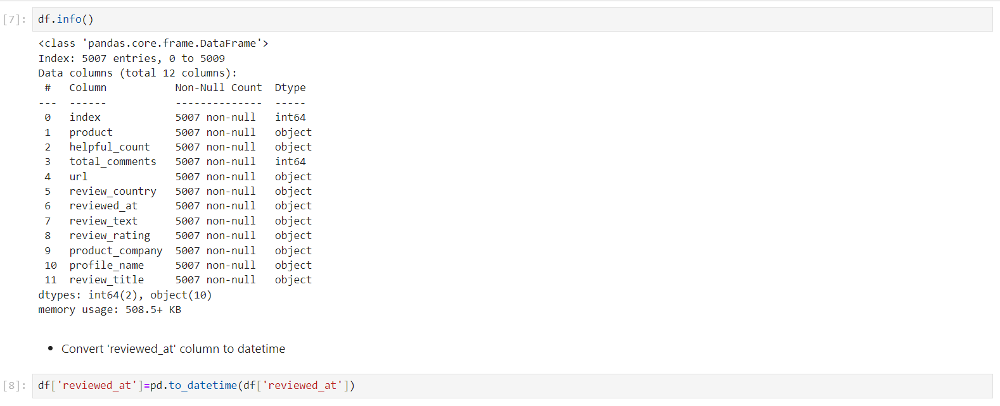 [7]: df.info()
<class 'pandas.core.frame.DataFrame'>
Index: 5007 entries, 0 to 5009
Data columns (total 12 columns):
 #   Column           Non-Null Count  Dtype
---  ------           --------------  -----
 0   index            5007 non-null   int64
 1   product          5007 non-null   object
 2   helpful_count    5007 non-null   object
 3   total_comments   5007 non-null   int64
 4   url              5007 non-null   object
 5   review_country   5007 non-null   object
 6   reviewed_at      5007 non-null   object
 7   review_text      5007 non-null   object
 8   review_rating    5007 non-null   object
 9   product_company  5007 non-null   object
 10  profile_name     5007 non-null   object
 11  review_title     5007 non-null   object
dtypes: int64(2), object(10)
memory usage: 508.5+ KB
• Convert 'reviewed_at' column to datetime
[8]: df['reviewed_at']=pd.to_datetime(df['reviewed_at'])